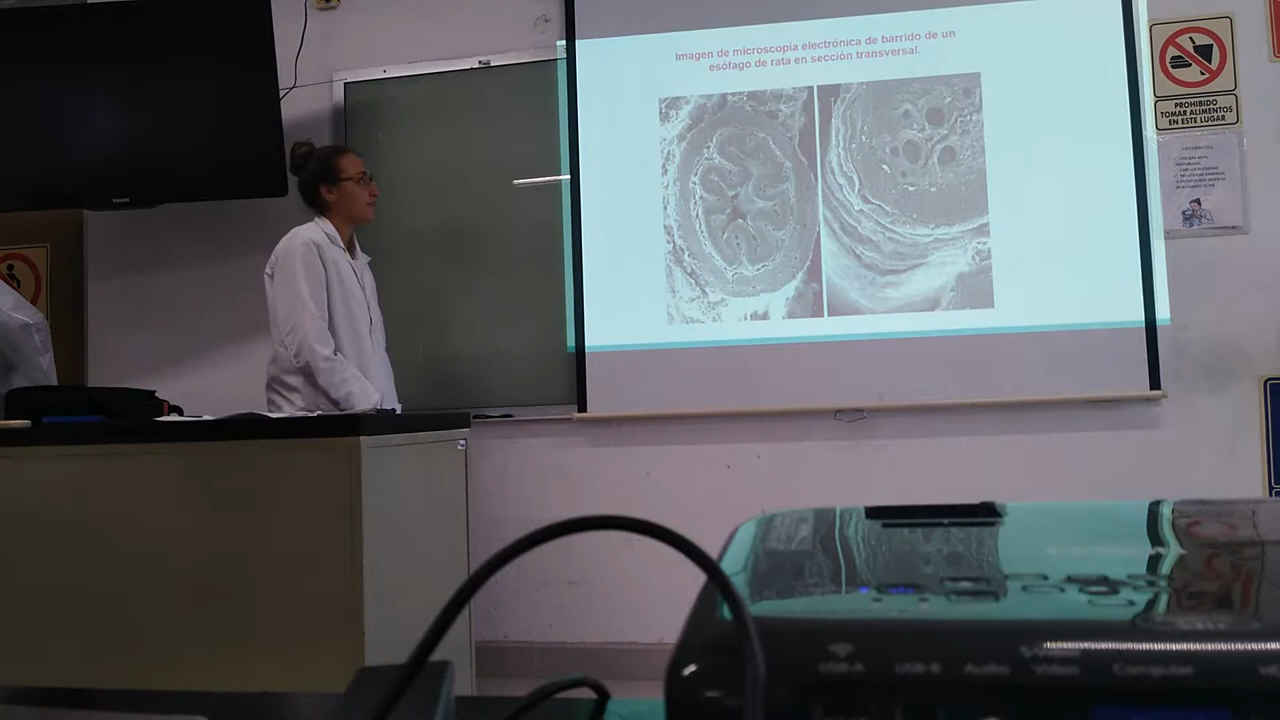 Imagen de microscopía electrónica de barrido de un
esófago de rata en sección transversal.
PROHIBIDO
TOMAR ALIMENTOS
EN ESTE LUGAR
PHILIPS
USB-A
USB-B
Audio
Video
Computer